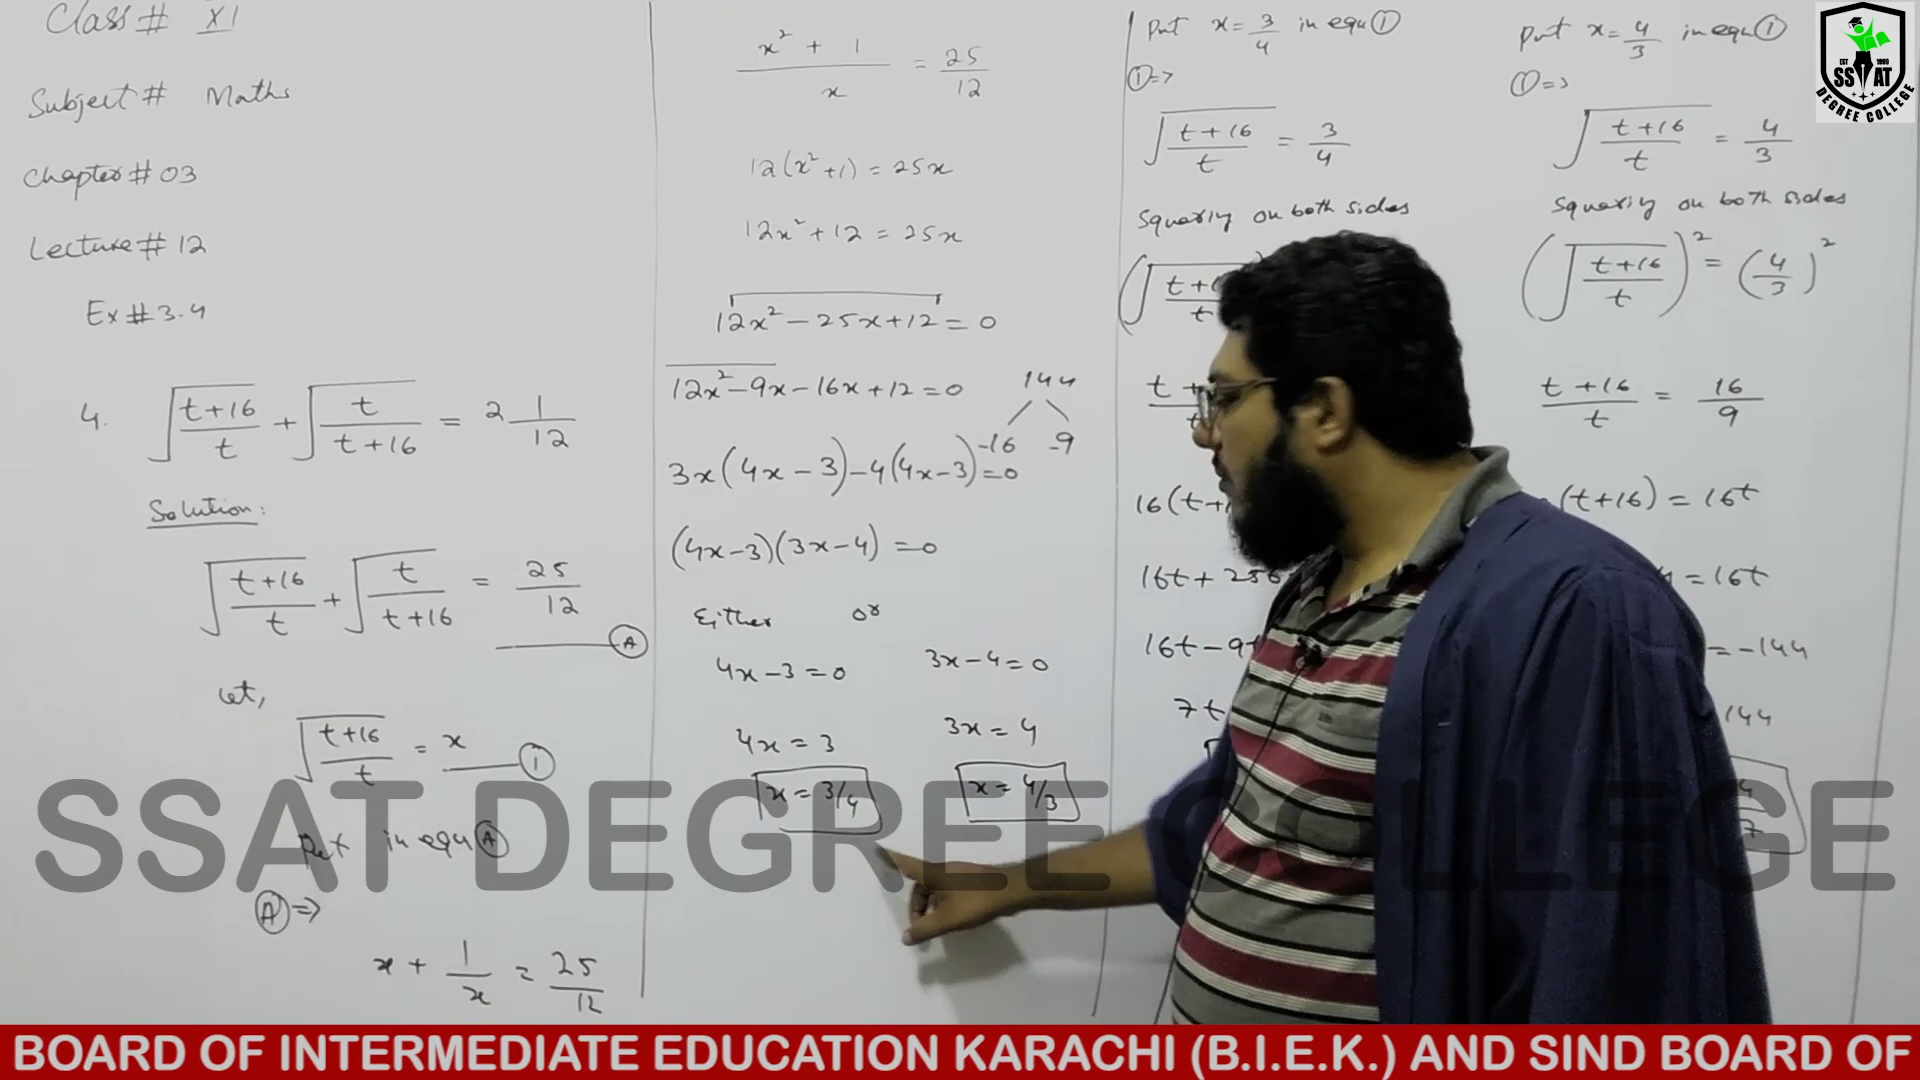 Class # XI
Subject # Maths
Chapter # 03
Lecture # 12
Ex # 3.4
4. √((t+16)/t) + √(t/(t+16)) = 2 1/12
Solution:
√((t+16)/t) + √(t/(t+16)) = 25/12 ——— (A)
let,
√((t+16)/t) = x ——— (1)
Put in equ (A)
(A) =>
x + 1/x = 25/12
(x² + 1)/x = 25/12
12(x²+1) = 25x
12x² + 12 = 25x
12x² - 25x + 12 = 0
12x² - 9x - 16x + 12 = 0
144
-16 -9
3x(4x - 3) - 4(4x - 3) = 0
(4x-3)(3x-4) = 0
Either or
4x - 3 = 0 3x - 4 = 0
4x = 3 3x = 4
x = 3/4 x = 4/3
Put x = 3/4 in equ (1)
(1) =>
√((t+16)/t) = 3/4
Squaring on both sides
16t + 256
16t - 9t
7t
Put x = 4/3 in equ (1)
(1) =>
√((t+16)/t) = 4/3
Squaring on both sides
(√((t+16)/t))² = (4/3)²
(t+16)/t = 16/9
(t+16) = 16t
= 16t
= -144
144
7
SSAT DEGREE COLLEGE
EST 1999
SSAT
DEGREE COLLEGE
BOARD OF INTERMEDIATE EDUCATION KARACHI (B.I.E.K.) AND SIND BOARD OF